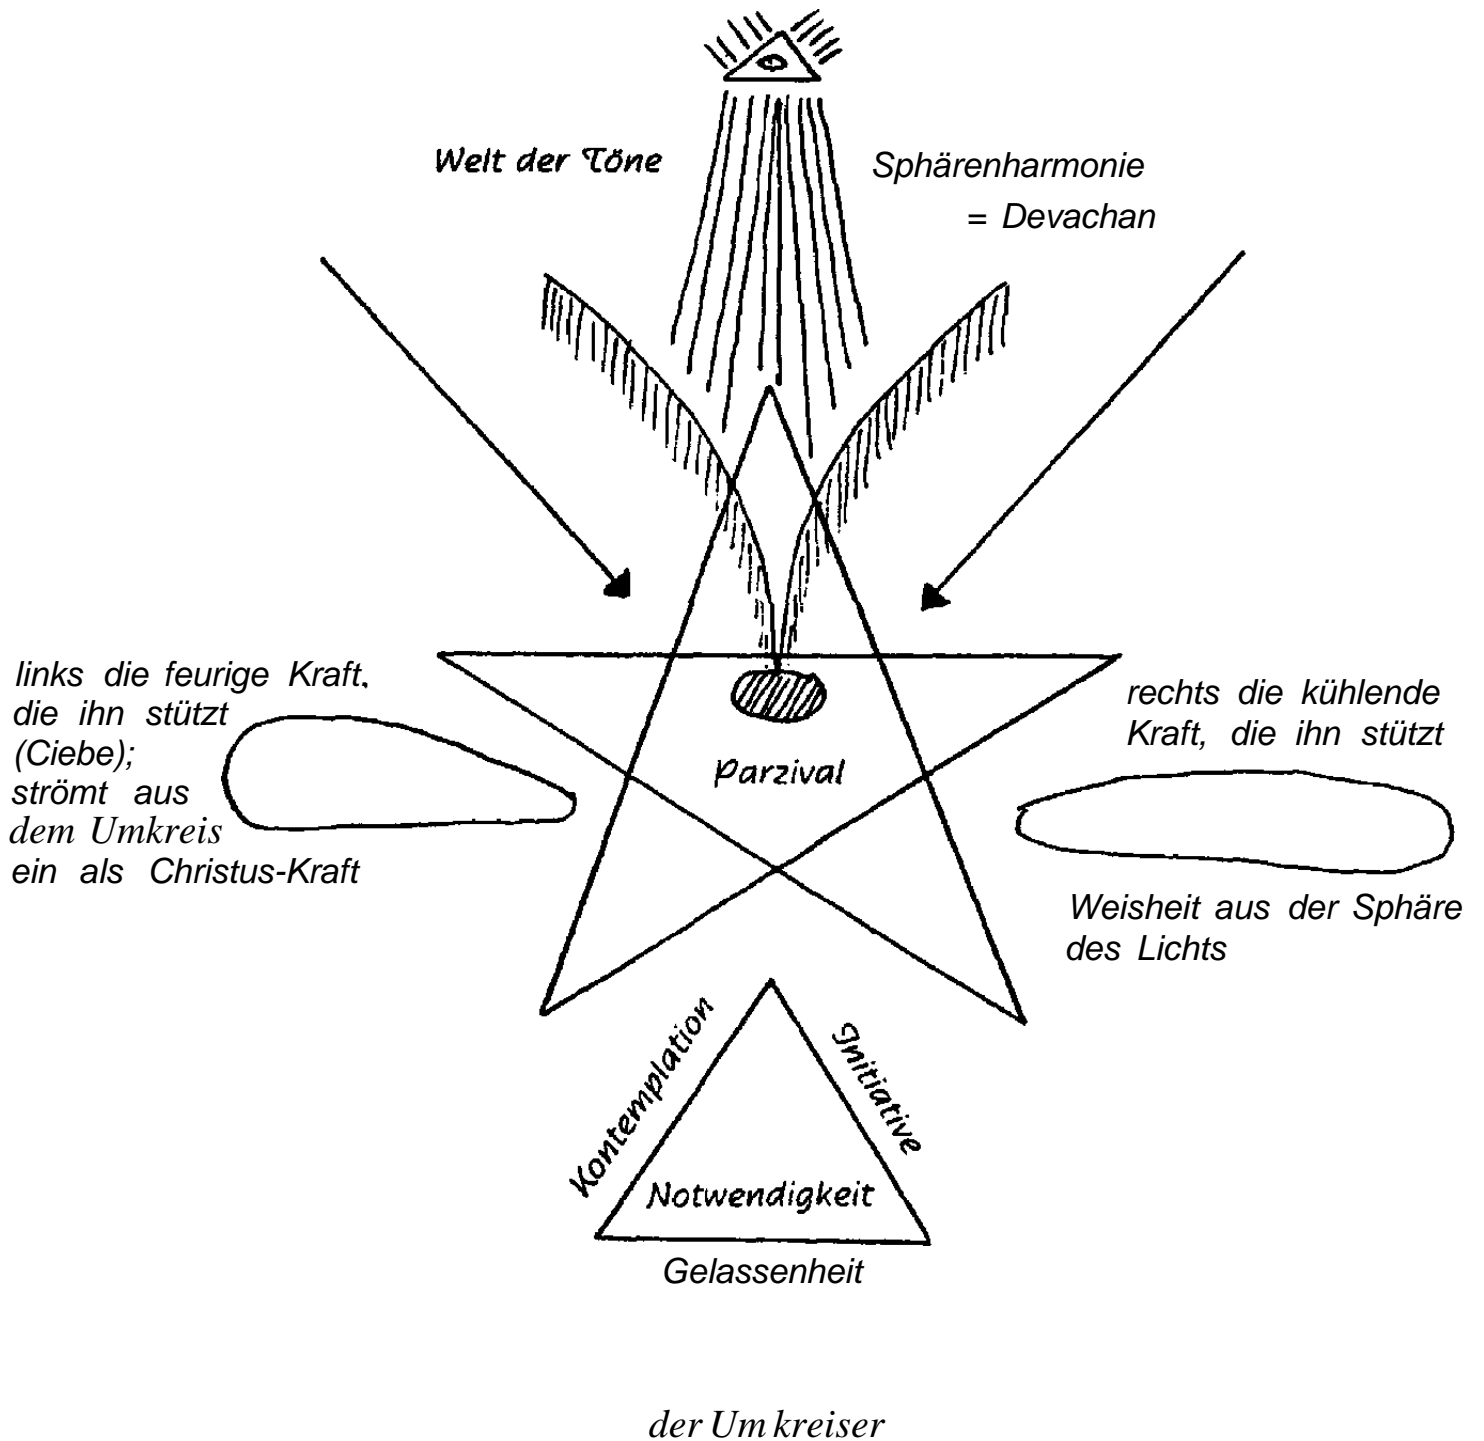 Welt der Töne
Sphärenharmonie
= Devachan
links die feurige Kraft,
die ihn stützt
(Ciebe);
strömt aus
dem Umkreis
ein als Christus-Kraft
rechts die kühlende
Kraft, die ihn stützt
Parzival
Weisheit aus der Sphäre
des Lichts
Kontemplation
Initiative
Notwendigkeit
Gelassenheit
der Um kreiser